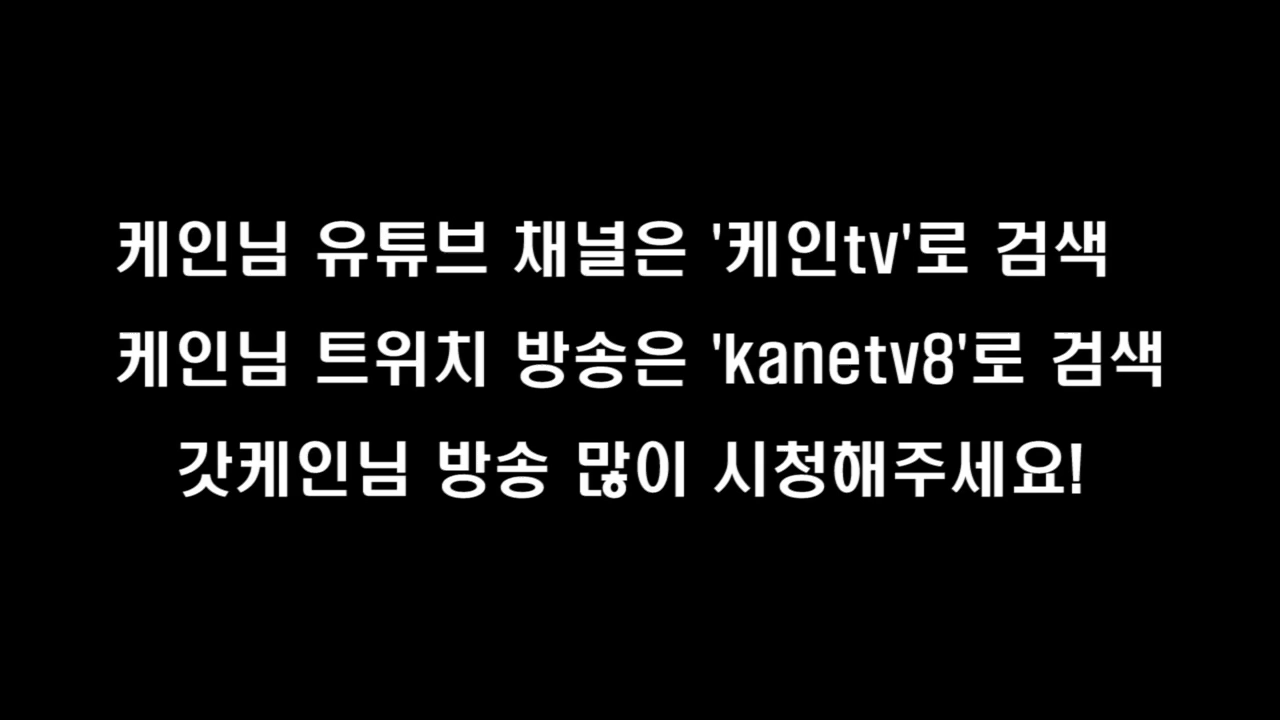 케인님 유튜브 채널은 '케인tv'로 검색
케인님 트위치 방송은 'kanetv8'로 검색
갓케인님 방송 많이 시청해주세요!